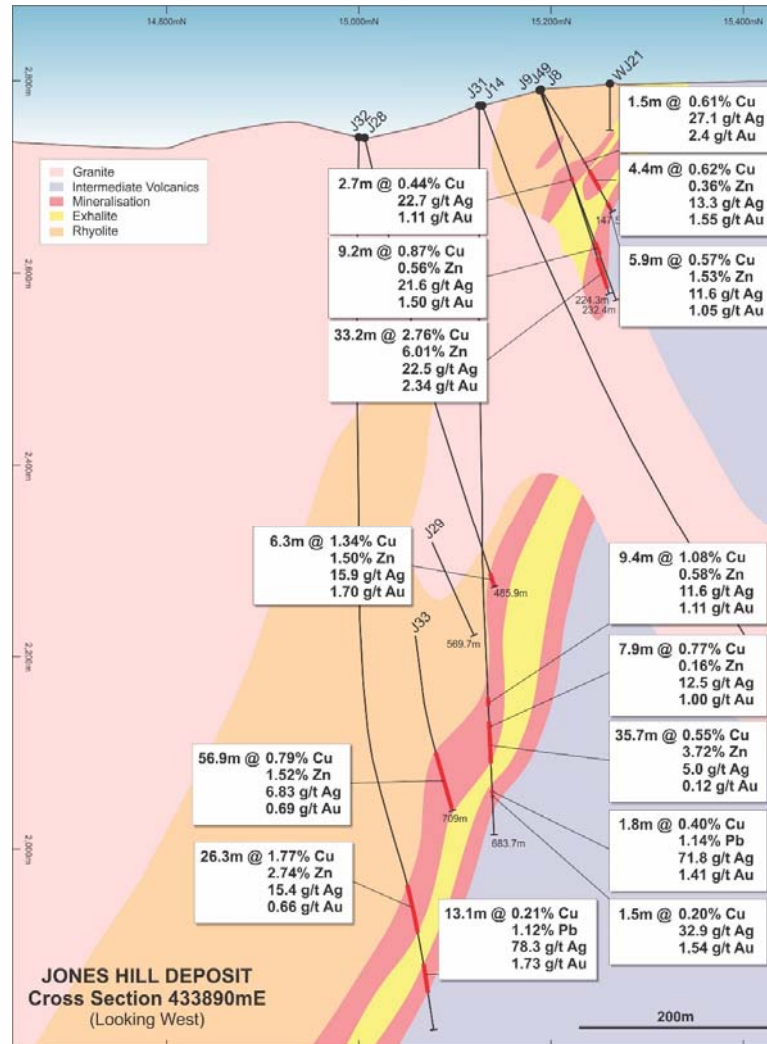 14,800mN
15,000mN
15,200mN
15,400mN
2,800m
2,600m
2,400m
2,200m
2,000m
J32
J28
J31
J14
J9
J49
J8
WJ21
Granite
Intermediate Volcanics
Mineralisation
Exhalite
Rhyolite
1.5m @ 0.61% Cu
27.1 g/t Ag
2.4 g/t Au
2.7m @ 0.44% Cu
22.7 g/t Ag
1.11 g/t Au
4.4m @ 0.62% Cu
0.36% Zn
13.3 g/t Ag
1.55 g/t Au
147.5
9.2m @ 0.87% Cu
0.56% Zn
21.6 g/t Ag
1.50 g/t Au
5.9m @ 0.57% Cu
1.53% Zn
11.6 g/t Ag
1.05 g/t Au
224.3m
232.4m
33.2m @ 2.76% Cu
6.01% Zn
22.5 g/t Ag
2.34 g/t Au
J29
6.3m @ 1.34% Cu
1.50% Zn
15.9 g/t Ag
1.70 g/t Au
485.9m
9.4m @ 1.08% Cu
0.58% Zn
11.6 g/t Ag
1.11 g/t Au
J33
569.7m
7.9m @ 0.77% Cu
0.16% Zn
12.5 g/t Ag
1.00 g/t Au
35.7m @ 0.55% Cu
3.72% Zn
5.0 g/t Ag
0.12 g/t Au
56.9m @ 0.79% Cu
1.52% Zn
6.83 g/t Ag
0.69 g/t Au
709m
683.7m
1.8m @ 0.40% Cu
1.14% Pb
71.8 g/t Ag
1.41 g/t Au
26.3m @ 1.77% Cu
2.74% Zn
15.4 g/t Ag
0.66 g/t Au
13.1m @ 0.21% Cu
1.12% Pb
78.3 g/t Ag
1.73 g/t Au
1.5m @ 0.20% Cu
32.9 g/t Ag
1.54 g/t Au
JONES HILL DEPOSIT
Cross Section 433890mE
(Looking West)
200m